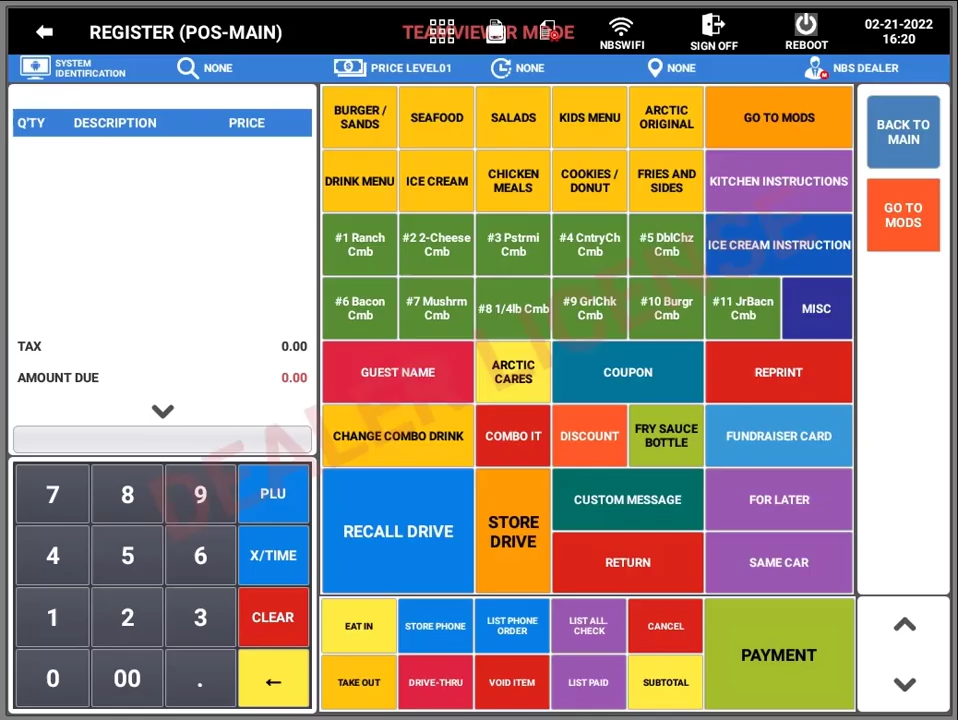 REGISTER (POS-MAIN)
TEAMVIEWER MODE
NBSWIFI
SIGN OFF
REBOOT
02-21-2022
16:20
SYSTEM
IDENTIFICATION
NONE
PRICE LEVEL01
NONE
NONE
NBS DEALER
Q'TY DESCRIPTION PRICE
TAX 0.00
AMOUNT DUE 0.00
7 8 9 PLU
4 5 6 X/TIME
1 2 3 CLEAR
0 00 . ←
BURGER /
SANDS
SEAFOOD
SALADS
KIDS MENU
ARCTIC
ORIGINAL
GO TO MODS
DRINK MENU
ICE CREAM
CHICKEN
MEALS
COOKIES /
DONUT
FRIES AND
SIDES
KITCHEN INSTRUCTIONS
#1 Ranch
Cmb
#2 2-Cheese
Cmb
#3 Pstrmi
Cmb
#4 CntryCh
Cmb
#5 DblChz
Cmb
ICE CREAM INSTRUCTION
#6 Bacon
Cmb
#7 Mushrm
Cmb
#8 1/4lb Cmb
#9 GrlChk
Cmb
#10 Burgr
Cmb
#11 JrBacn
Cmb
MISC
GUEST NAME
ARCTIC
CARES
COUPON
REPRINT
CHANGE COMBO DRINK
COMBO IT
DISCOUNT
FRY SAUCE
BOTTLE
FUNDRAISER CARD
RECALL DRIVE
STORE
DRIVE
CUSTOM MESSAGE
FOR LATER
RETURN
SAME CAR
EAT IN
STORE PHONE
LIST PHONE
ORDER
LIST ALL.
CHECK
CANCEL
PAYMENT
TAKE OUT
DRIVE-THRU
VOID ITEM
LIST PAID
SUBTOTAL
BACK TO
MAIN
GO TO
MODS
DEALER LICENSE